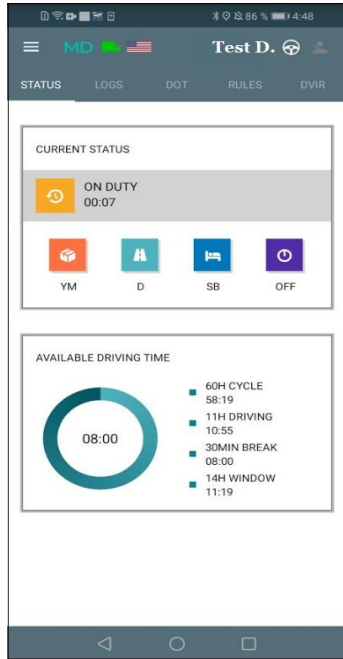 86 % 4:48
MD Test D.
STATUS LOGS DOT RULES DVIR
CURRENT STATUS
ON DUTY
00:07
YM D SB OFF
AVAILABLE DRIVING TIME
08:00
60H CYCLE
58:19
11H DRIVING
10:55
30MIN BREAK
08:00
14H WINDOW
11:19